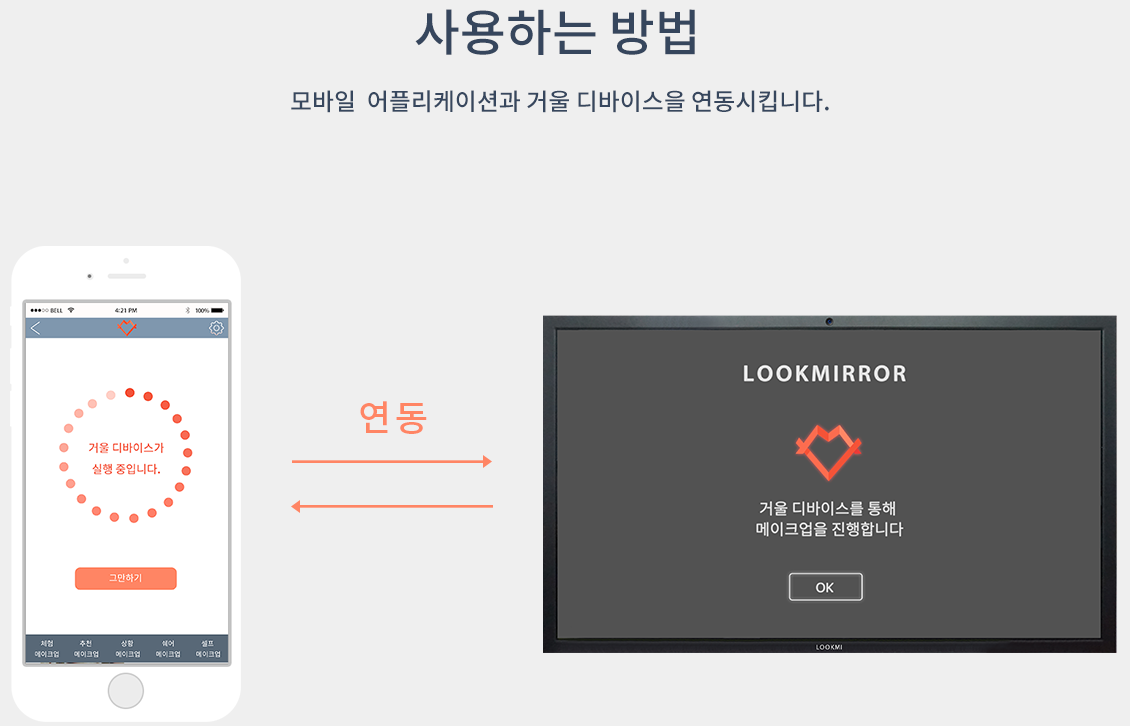 사용하는 방법
모바일 어플리케이션과 거울 디바이스을 연동시킵니다.
BELL 4:21 PM 100%
거울 디바이스가
실행 중입니다.
그만하기
체험 추천 상황 쉐어 셀프
메이크업 메이크업 메이크업 메이크업 메이크업
연동
LOOKMIRROR
거울 디바이스를 통해
메이크업을 진행합니다
OK
LOOKMI